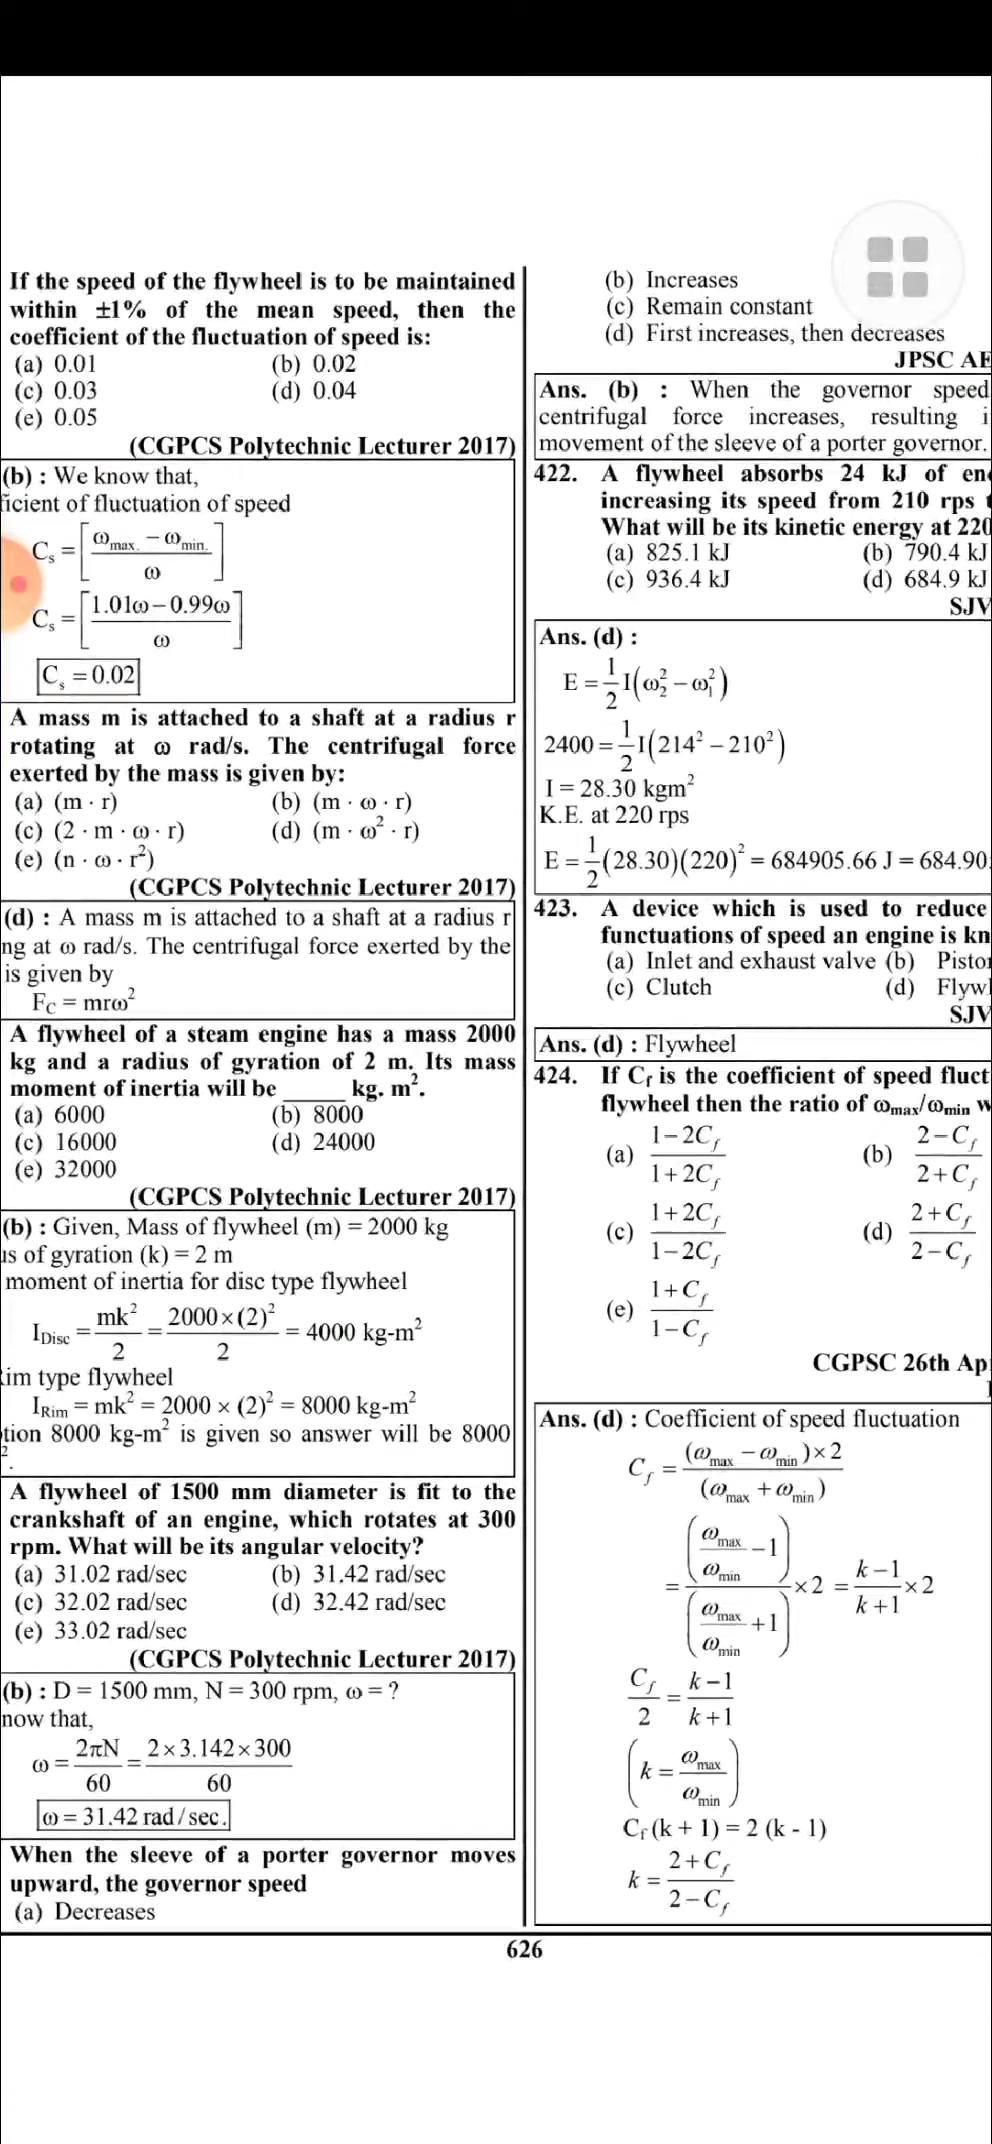 If the speed of the flywheel is to be maintained
within ±1% of the mean speed, then the
coefficient of the fluctuation of speed is:
(a) 0.01 (b) 0.02
(c) 0.03 (d) 0.04
(e) 0.05
(CGPCS Polytechnic Lecturer 2017)
(b) : We know that,
ficient of fluctuation of speed
C_s = [(ω_max. − ω_min.)/ω]
C_s = [(1.01ω − 0.99ω)/ω]
C_s = 0.02
A mass m is attached to a shaft at a radius r
rotating at ω rad/s. The centrifugal force
exerted by the mass is given by:
(a) (m · r) (b) (m · ω · r)
(c) (2 · m · ω · r) (d) (m · ω² · r)
(e) (n · ω · r²)
(CGPCS Polytechnic Lecturer 2017)
(d) : A mass m is attached to a shaft at a radius r
ng at ω rad/s. The centrifugal force exerted by the
is given by
F_C = mrω²
A flywheel of a steam engine has a mass 2000
kg and a radius of gyration of 2 m. Its mass
moment of inertia will be ______ kg. m².
(a) 6000 (b) 8000
(c) 16000 (d) 24000
(e) 32000
(CGPCS Polytechnic Lecturer 2017)
(b) : Given, Mass of flywheel (m) = 2000 kg
us of gyration (k) = 2 m
moment of inertia for disc type flywheel
I_Disc = mk²/2 = 2000×(2)²/2 = 4000 kg-m²
Rim type flywheel
I_Rim = mk² = 2000 × (2)² = 8000 kg-m²
tion 8000 kg-m² is given so answer will be 8000
2.
A flywheel of 1500 mm diameter is fit to the
crankshaft of an engine, which rotates at 300
rpm. What will be its angular velocity?
(a) 31.02 rad/sec (b) 31.42 rad/sec
(c) 32.02 rad/sec (d) 32.42 rad/sec
(e) 33.02 rad/sec
(CGPCS Polytechnic Lecturer 2017)
(b) : D = 1500 mm, N = 300 rpm, ω = ?
now that,
ω = 2πN/60 = 2×3.142×300/60
ω = 31.42 rad/sec.
When the sleeve of a porter governor moves
upward, the governor speed
(a) Decreases
(b) Increases
(c) Remain constant
(d) First increases, then decreases
JPSC AE
Ans. (b) : When the governor speed
centrifugal force increases, resulting i
movement of the sleeve of a porter governor.
422. A flywheel absorbs 24 kJ of en
increasing its speed from 210 rps t
What will be its kinetic energy at 220
(a) 825.1 kJ (b) 790.4 kJ
(c) 936.4 kJ (d) 684.9 kJ
SJV
Ans. (d) :
E = 1/2 I(ω₂² − ω₁²)
2400 = 1/2 I(214² − 210²)
I = 28.30 kgm²
K.E. at 220 rps
E = 1/2 (28.30)(220)² = 684905.66 J = 684.90
423. A device which is used to reduce
functuations of speed an engine is kn
(a) Inlet and exhaust valve (b) Pisto
(c) Clutch (d) Flyw
SJV
Ans. (d) : Flywheel
424. If C_f is the coefficient of speed fluct
flywheel then the ratio of ω_max/ω_min w
(a) (1−2C_f)/(1+2C_f) (b) (2−C_f)/(2+C_f)
(c) (1+2C_f)/(1−2C_f) (d) (2+C_f)/(2−C_f)
(e) (1+C_f)/(1−C_f)
CGPSC 26th Ap
Ans. (d) : Coefficient of speed fluctuation
C_f = (ω_max − ω_min)×2/(ω_max + ω_min)
= (ω_max/ω_min − 1)/(ω_max/ω_min + 1) ×2 = (k−1)/(k+1) ×2
C_f/2 = (k−1)/(k+1)
(k = ω_max/ω_min)
C_f (k + 1) = 2 (k - 1)
k = (2+C_f)/(2−C_f)
626